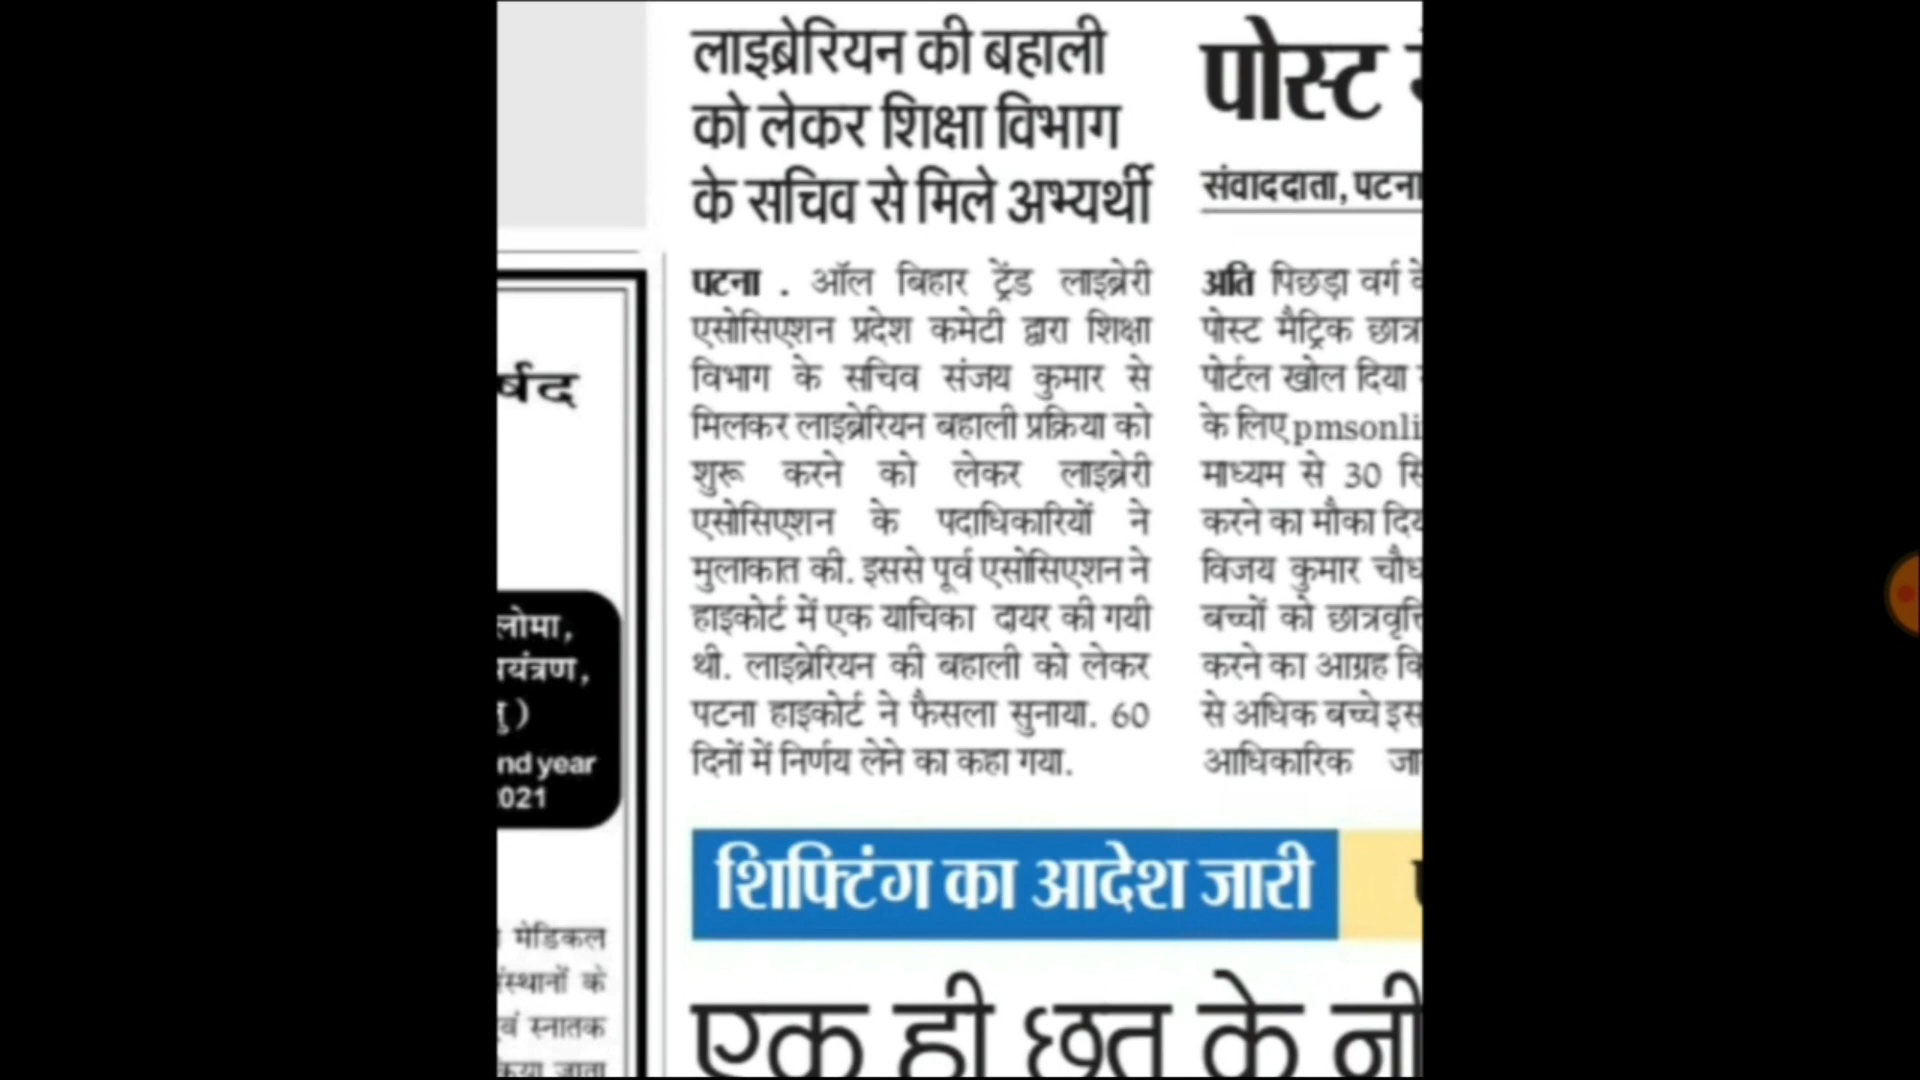 लाइब्रेरियन की बहाली
को लेकर शिक्षा विभाग
के सचिव से मिले अभ्यर्थी
पटना . ऑल बिहार ट्रेंड लाइब्रेरी
एसोसिएशन प्रदेश कमेटी द्वारा शिक्षा
विभाग के सचिव संजय कुमार से
मिलकर लाइब्रेरियन बहाली प्रक्रिया को
शुरू करने को लेकर लाइब्रेरी
एसोसिएशन के पदाधिकारियों ने
मुलाकात की. इससे पूर्व एसोसिएशन ने
हाइकोर्ट में एक याचिका दायर की गयी
थी. लाइब्रेरियन की बहाली को लेकर
पटना हाइकोर्ट ने फैसला सुनाया. 60
दिनों में निर्णय लेने का कहा गया.
पोस्ट
संवाददाता, पटना
अति पिछड़ा वर्ग
पोस्ट मैट्रिक छात्र
पोर्टल खोल दिया
के लिए pmsonli
माध्यम से 30 सि
करने का मौका दिय
विजय कुमार चौध
बच्चों को छात्रवृत्ति
करने का आग्रह कि
से अधिक बच्चे इस
आधिकारिक जा
र्षद
लोमा,
)
nd year
021
मेडिकल
स्थानों के
स्नातक
जाता
शिफ्टिंग का आदेश जारी
एक ही छत के नी